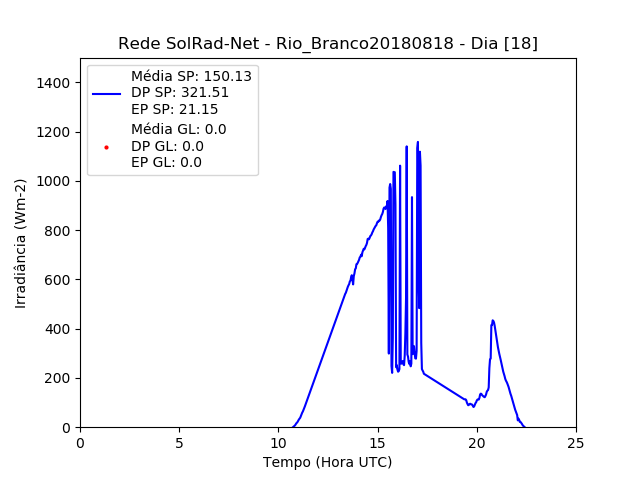 Rede SolRad-Net - Rio_Branco20180818 - Dia [18]
Média SP: 150.13
DP SP: 321.51
EP SP: 21.15
Média GL: 0.0
DP GL: 0.0
EP GL: 0.0
Irradiância (Wm-2)
1400
1200
1000
800
600
400
200
0
0 5 10 15 20 25
Tempo (Hora UTC)